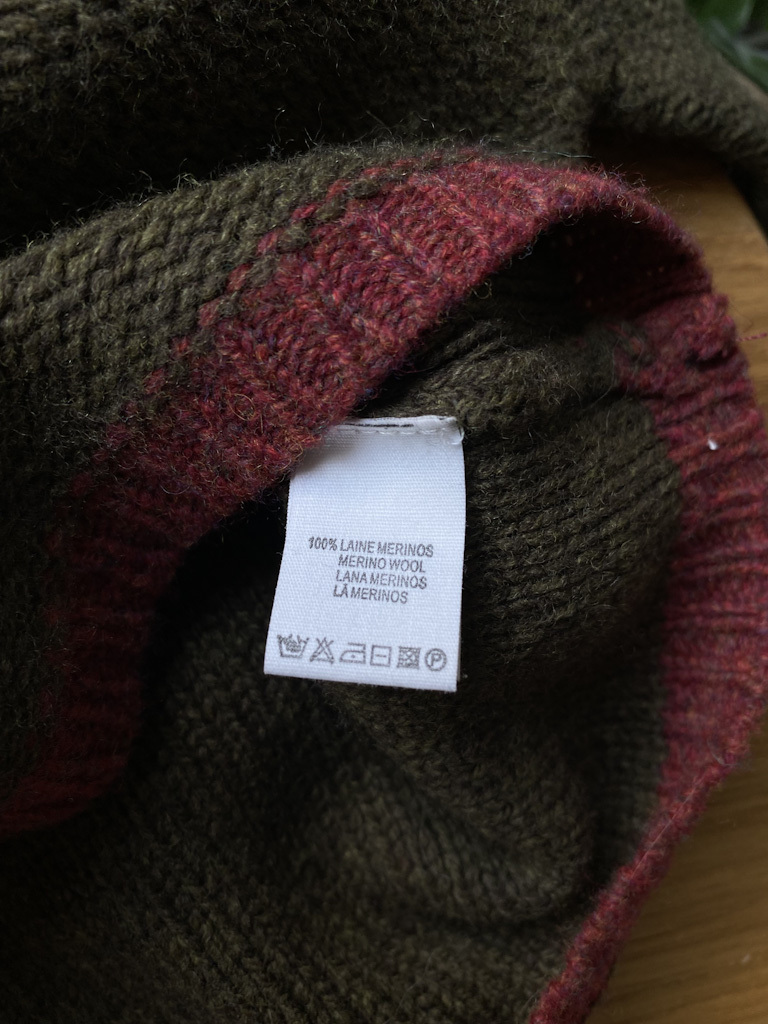 100% LAINE MERINOS
MERINO WOOL
LANA MERINOS
LÃ MERINOS
P